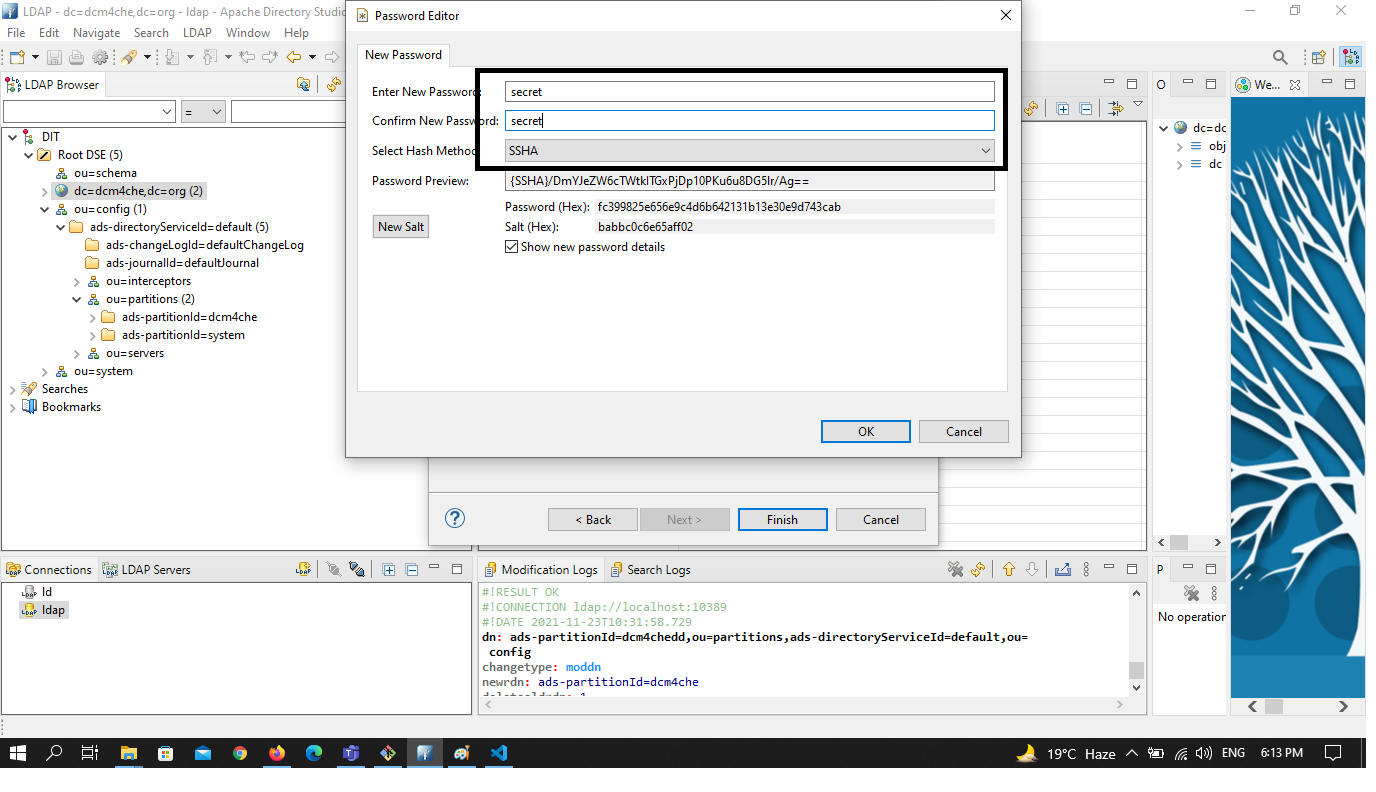 LDAP - dc=dcm4che,dc=org - ldap - Apache Directory Studio
File Edit Navigate Search LDAP Window Help
LDAP Browser
=
DIT
Root DSE (5)
ou=schema
dc=dcm4che,dc=org (2)
ou=config (1)
ads-directoryServiceId=default (5)
ads-changeLogId=defaultChangeLog
ads-journalId=defaultJournal
ou=interceptors
ou=partitions (2)
ads-partitionId=dcm4che
ads-partitionId=system
ou=servers
ou=system
Searches
Bookmarks
Password Editor
New Password
Enter New Password: secret
Confirm New Password: secret
Select Hash Method SSHA
Password Preview:
Password (Hex): fc399825e656e9c4d6b642131b13e30e9d743cab
New Salt
Salt (Hex): babbc0c6e65aff02
Show new password details
OK Cancel
< Back Next > Finish Cancel
O
We...
dc=dc
obj
dc
Connections LDAP Servers
ld
ldap
Modification Logs Search Logs
#!RESULT OK
#!CONNECTION ldap://localhost:10389
#!DATE 2021-11-23T10:31:58.729
dn: ads-partitionId=dcm4chedd,ou=partitions,ads-directoryServiceId=default,ou=
config
changetype: moddn
newrdn: ads-partitionId=dcm4che
P
No operation
19°C Haze ENG 6:13 PM